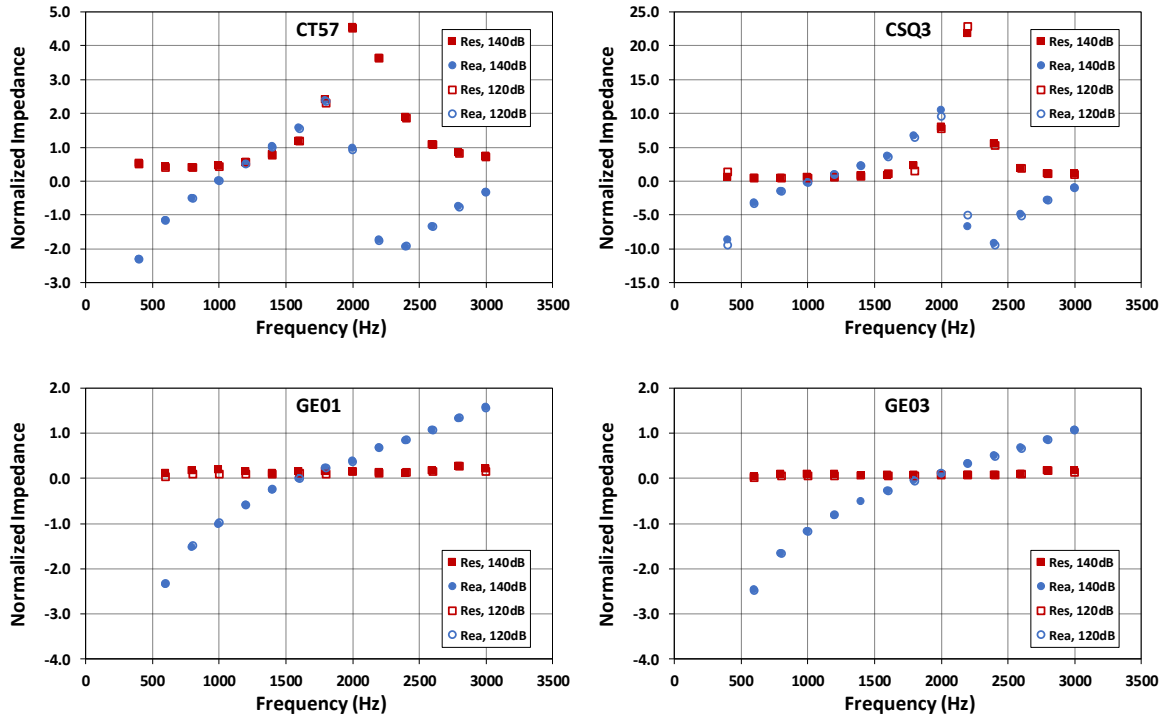 CT57
Normalized Impedance
5.0
4.0
3.0
2.0
1.0
0.0
-1.0
-2.0
-3.0
Res, 140dB
Rea, 140dB
Res, 120dB
Rea, 120dB
0 500 1000 1500 2000 2500 3000 3500
Frequency (Hz)
CSQ3
Normalized Impedance
25.0
20.0
15.0
10.0
5.0
0.0
-5.0
-10.0
-15.0
Res, 140dB
Rea, 140dB
Res, 120dB
Rea, 120dB
0 500 1000 1500 2000 2500 3000 3500
Frequency (Hz)
GE01
Normalized Impedance
2.0
1.0
0.0
-1.0
-2.0
-3.0
-4.0
Res, 140dB
Rea, 140dB
Res, 120dB
Rea, 120dB
0 500 1000 1500 2000 2500 3000 3500
Frequency (Hz)
GE03
Normalized Impedance
2.0
1.0
0.0
-1.0
-2.0
-3.0
-4.0
Res, 140dB
Rea, 140dB
Res, 120dB
Rea, 120dB
0 500 1000 1500 2000 2500 3000 3500
Frequency (Hz)